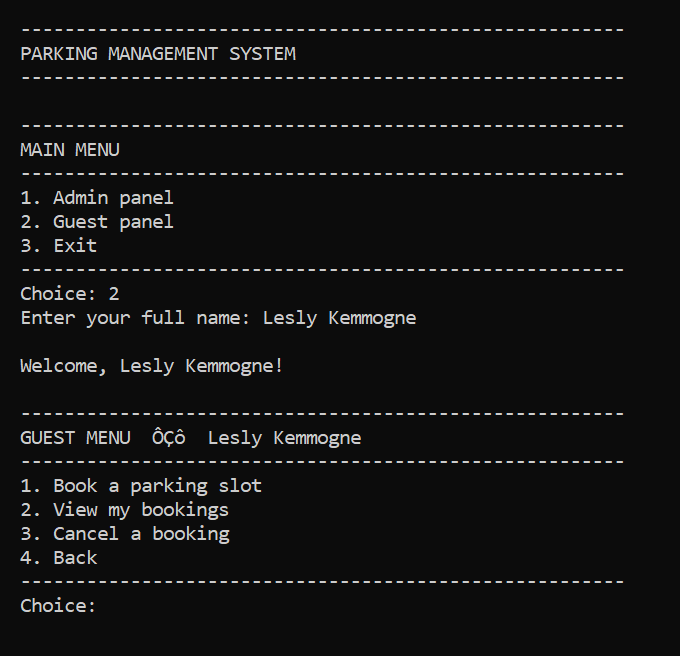 -------------------------------------------------------
PARKING MANAGEMENT SYSTEM
-------------------------------------------------------
-------------------------------------------------------
MAIN MENU
-------------------------------------------------------
1. Admin panel
2. Guest panel
3. Exit
-------------------------------------------------------
Choice: 2
Enter your full name: Lesly Kemmogne
Welcome, Lesly Kemmogne!
-------------------------------------------------------
GUEST MENU  ÔÇô  Lesly Kemmogne
-------------------------------------------------------
1. Book a parking slot
2. View my bookings
3. Cancel a booking
4. Back
-------------------------------------------------------
Choice: